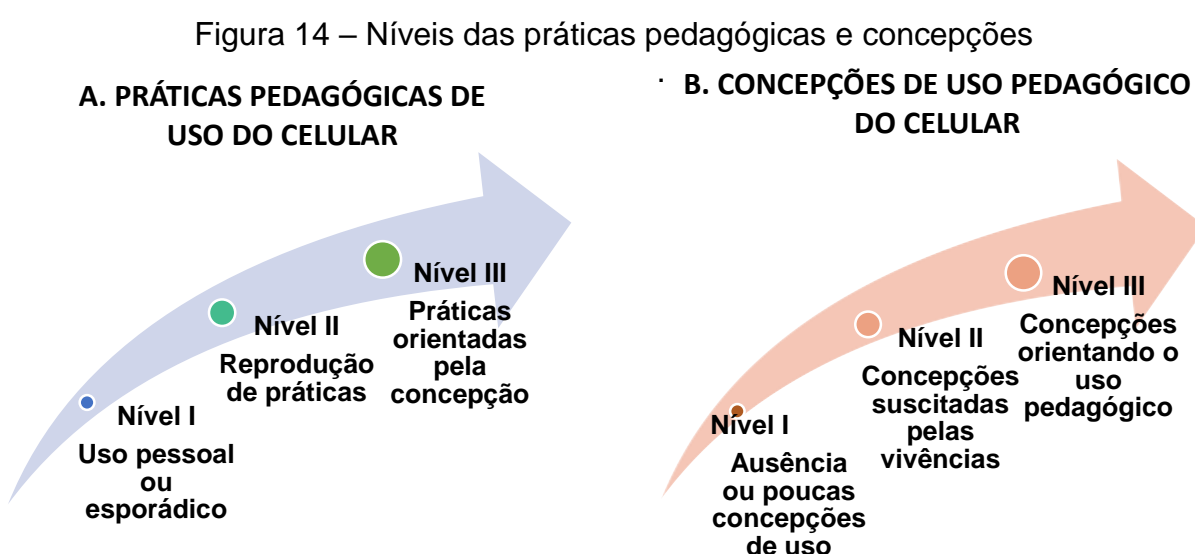 Figura 14 – Níveis das práticas pedagógicas e concepções
A. PRÁTICAS PEDAGÓGICAS DE
USO DO CELULAR
Nível I
Uso pessoal
ou
esporádico
Nível II
Reprodução
de práticas
Nível III
Práticas
orientadas
pela
concepção
. B. CONCEPÇÕES DE USO PEDAGÓGICO
DO CELULAR
Nível I
Ausência
ou poucas
concepções
de uso
Nível II
Concepções
suscitadas
pelas
vivências
Nível III
Concepções
orientando o
uso
pedagógico